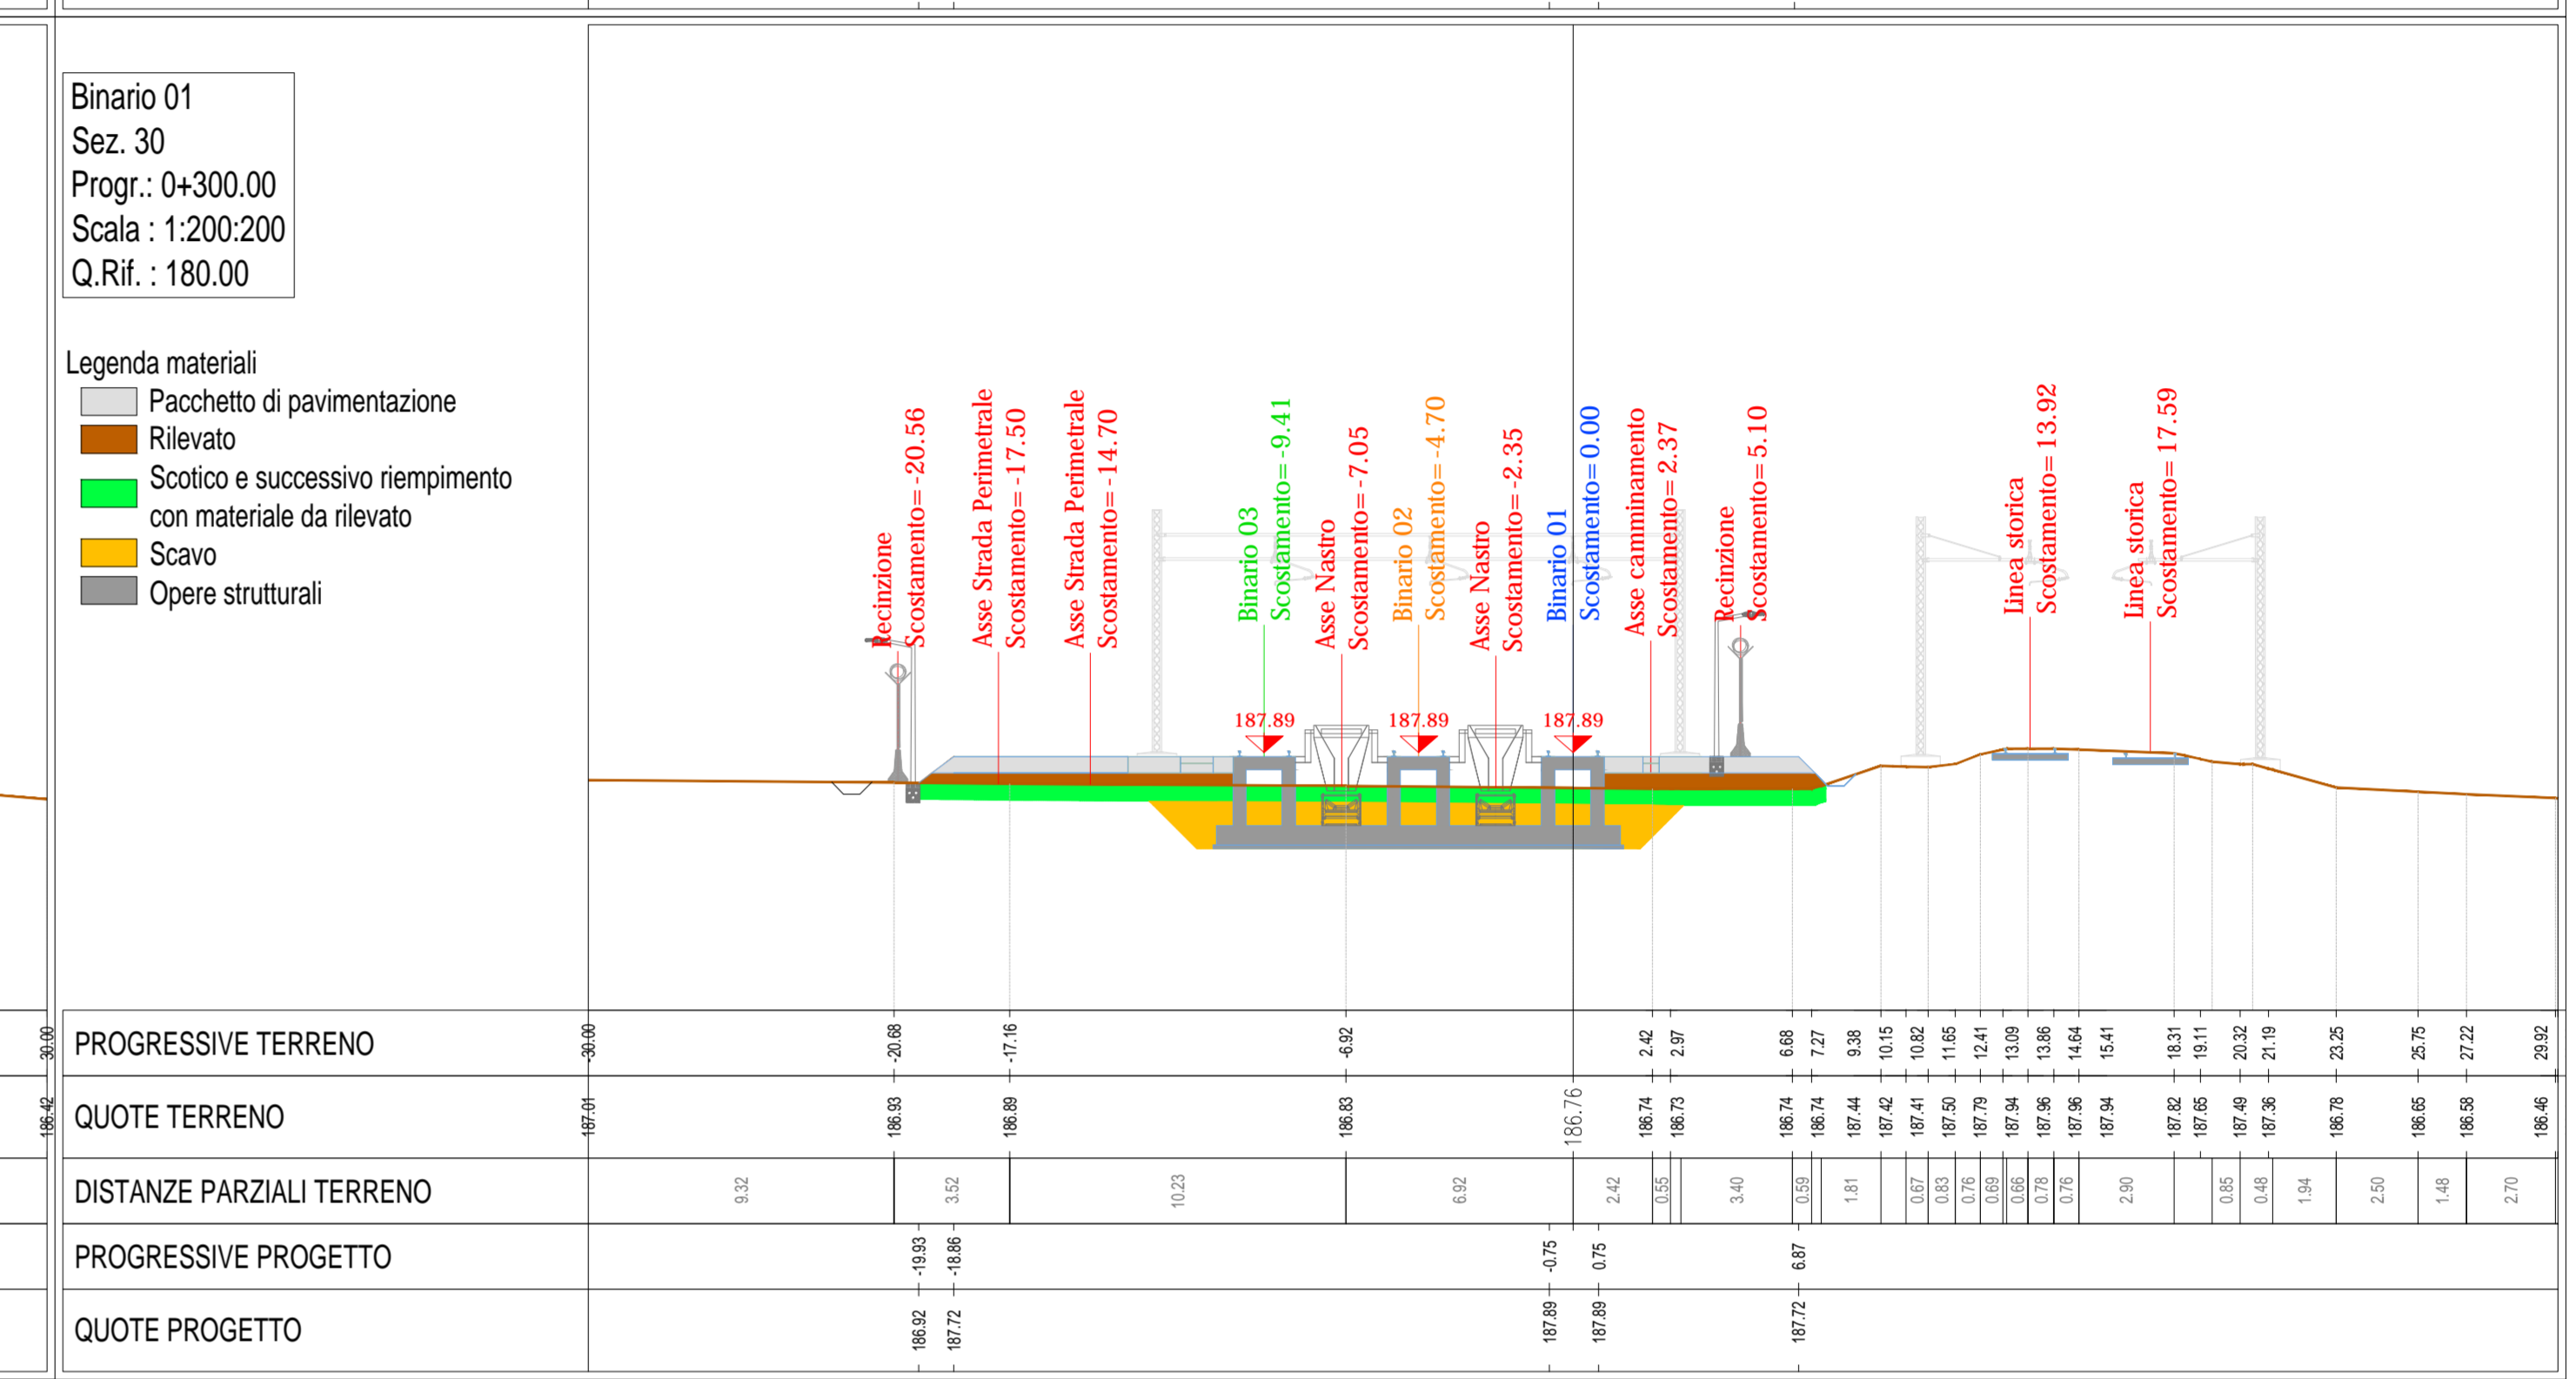 Binario 01
Sez. 30
Progr.: 0+300.00
Scala : 1:200:200
Q.Rif. : 180.00
Legenda materiali
Pacchetto di pavimentazione
Rilevato
Scotico e successivo riempimento
con materiale da rilevato
Scavo
Opere strutturali
Recinzione
Scostamento= -20.56
Asse Strada Perimetrale
Scostamento= -17.50
Asse Strada Perimetrale
Scostamento= -14.70
Binario 03
Scostamento= -9.41
Asse Nastro
Scostamento= -7.05
Binario 02
Scostamento= -4.70
Asse Nastro
Scostamento= -2.35
Binario 01
Scostamento= 0.00
Asse camminamento
Scostamento= 2.37
Recinzione
Scostamento= 5.10
Linea storica
Scostamento= 13.92
Linea storica
Scostamento= 17.59
187.89 187.89 187.89
30.00 PROGRESSIVE TERRENO -30.00 -20.68 -17.16 -6.92 2.42 2.97 6.68 7.27 9.38 10.15 10.82 11.65 12.41 13.09 13.86 14.64 15.41 18.31 19.11 20.32 21.19 23.25 25.75 27.22 29.92
186.42 QUOTE TERRENO 187.01 186.93 186.89 186.83 186.76 186.74 186.73 186.74 186.74 187.44 187.42 187.41 187.50 187.79 187.94 187.96 187.96 187.94 187.82 187.65 187.49 187.36 186.78 186.65 186.58 186.46
DISTANZE PARZIALI TERRENO 9.32 3.52 10.23 6.92 2.42 0.55 3.40 0.59 1.81 0.67 0.83 0.76 0.69 0.66 0.78 0.76 2.90 0.85 0.48 1.94 2.50 1.48 2.70
PROGRESSIVE PROGETTO -19.93 -18.86 -0.75 0.75 6.87
QUOTE PROGETTO 186.92 187.72 187.89 187.89 187.72